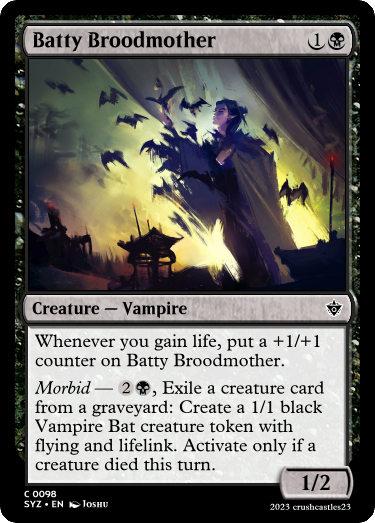 Batty Broodmother 1
Creature — Vampire
Whenever you gain life, put a +1/+1
counter on Batty Broodmother.
Morbid — 2, Exile a creature card
from a graveyard: Create a 1/1 black
Vampire Bat creature token with
flying and lifelink. Activate only if a
creature died this turn.
1/2
C 0098
SYZ • EN Joshu
2023 crushcastles23